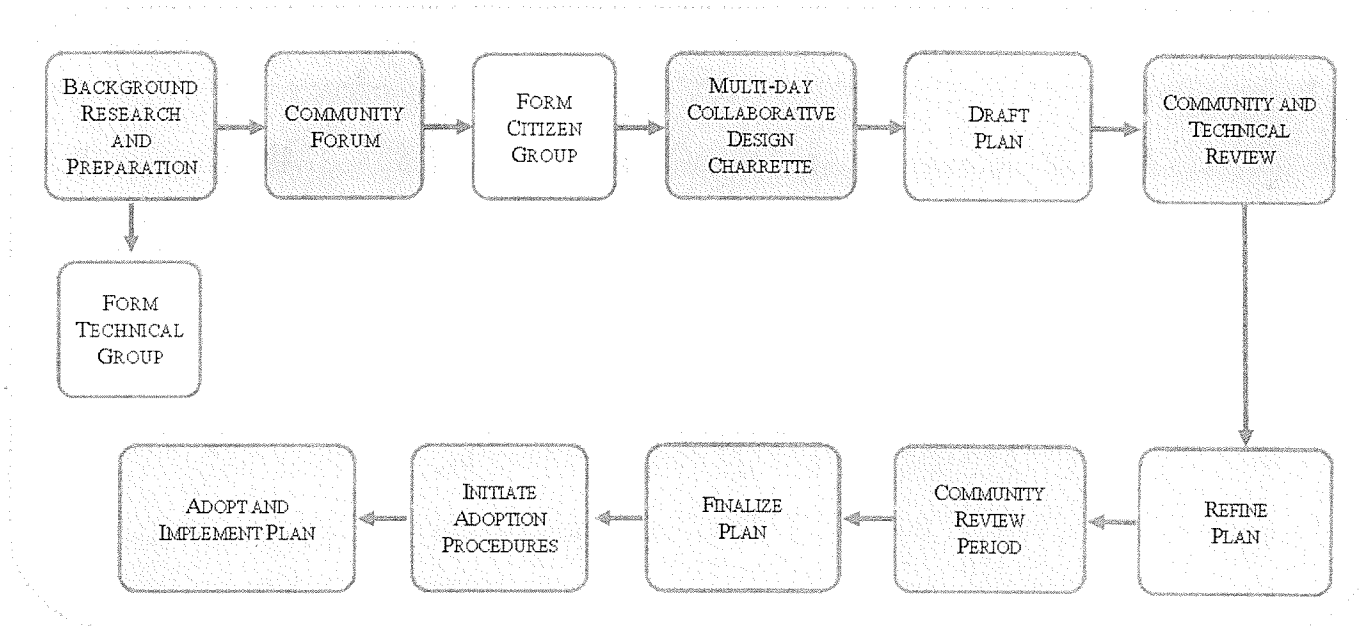 BACKGROUND
RESEARCH
AND
PREPARATION
COMMUNITY
FORUM
FORM
CITIZEN
GROUP
MULTI-DAY
COLLABORATIVE
DESIGN
CHARRETTE
DRAFT
PLAN
COMMUNITY AND
TECHNICAL
REVIEW
FORM
TECHNICAL
GROUP
ADOPT AND
IMPLEMENT PLAN
INITIATE
ADOPTION
PROCEDURES
FINALIZE
PLAN
COMMUNITY
REVIEW
PERIOD
REFINE
PLAN